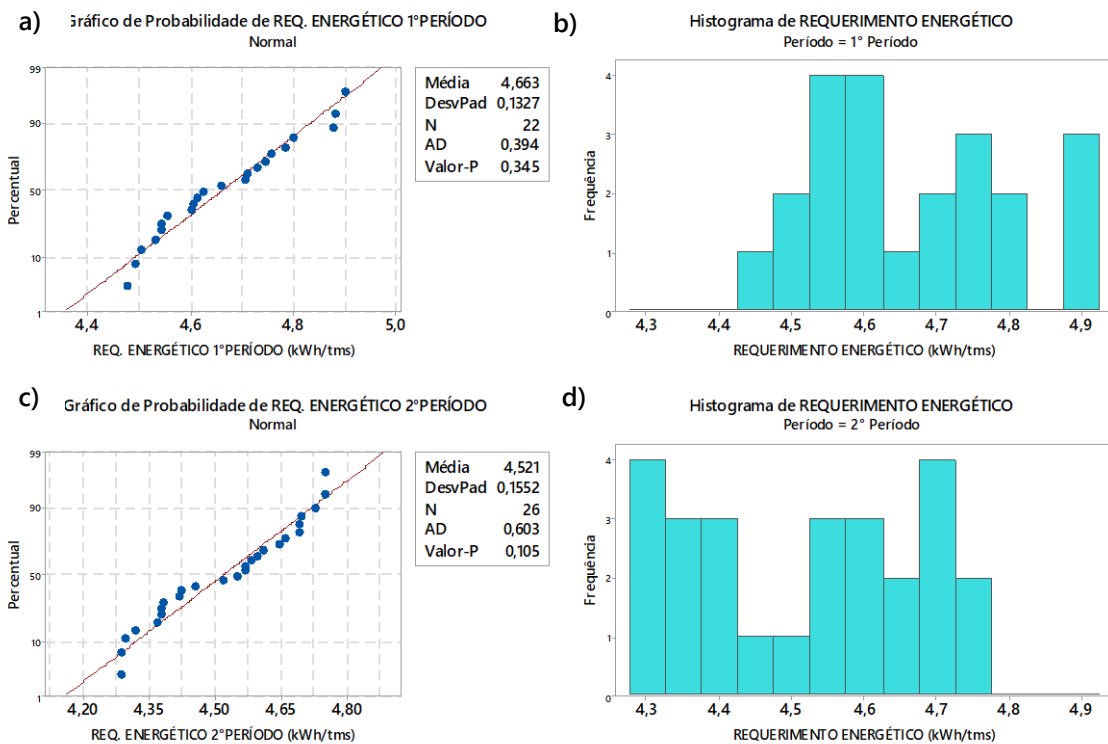 a)
Gráfico de Probabilidade de REQ. ENERGÉTICO 1°PERÍODO
Normal
Percentual
99
90
50
10
1
4,4 4,6 4,8 5,0
REQ. ENERGÉTICO 1°PERÍODO (kWh/tms)
Média 4,663
DesvPad 0,1327
N 22
AD 0,394
Valor-P 0,345
b)
Histograma de REQUERIMENTO ENERGÉTICO
Período = 1° Período
Frequência
4
3
2
1
0
4,3 4,4 4,5 4,6 4,7 4,8 4,9
REQUERIMENTO ENERGÉTICO (kWh/tms)
c)
Gráfico de Probabilidade de REQ. ENERGÉTICO 2°PERÍODO
Normal
Percentual
99
90
50
10
1
4,20 4,35 4,50 4,65 4,80
REQ. ENERGÉTICO 2°PERÍODO (kWh/tms)
Média 4,521
DesvPad 0,1552
N 26
AD 0,603
Valor-P 0,105
d)
Histograma de REQUERIMENTO ENERGÉTICO
Período = 2° Período
Frequência
4
3
2
1
0
4,3 4,4 4,5 4,6 4,7 4,8 4,9
REQUERIMENTO ENERGÉTICO (kWh/tms)